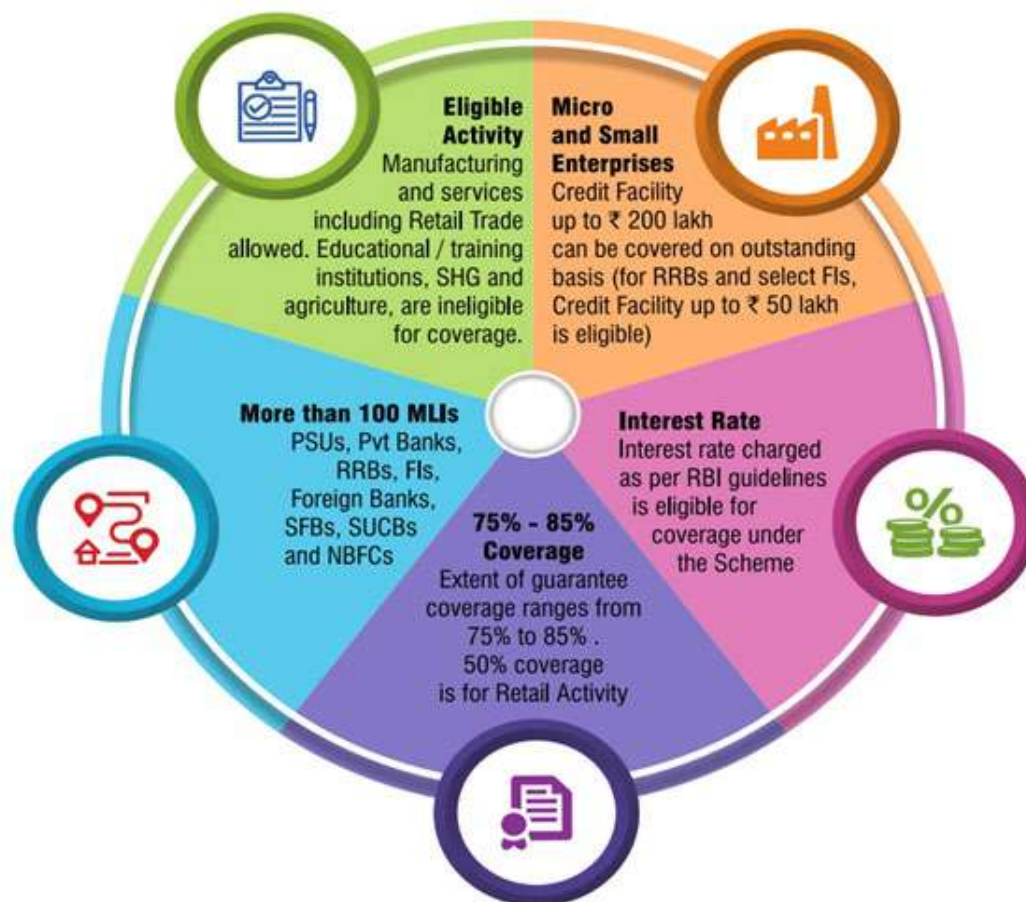 Eligible
Activity
Manufacturing
and services
including Retail Trade
allowed. Educational / training
institutions, SHG and
agriculture, are ineligible
for coverage.
Micro
and Small
Enterprises
Credit Facility
up to ₹ 200 lakh
can be covered on outstanding
basis (for RRBs and select FIs,
Credit Facility up to ₹ 50 lakh
is eligible)
More than 100 MLIs
PSUs, Pvt Banks,
RRBs, FIs,
Foreign Banks,
SFBs, SUCBs
and NBFCs
Interest Rate
Interest rate charged
as per RBI guidelines
is eligible for
coverage under
the Scheme
%
75% - 85%
Coverage
Extent of guarantee
coverage ranges from
75% to 85% .
50% coverage
is for Retail Activity